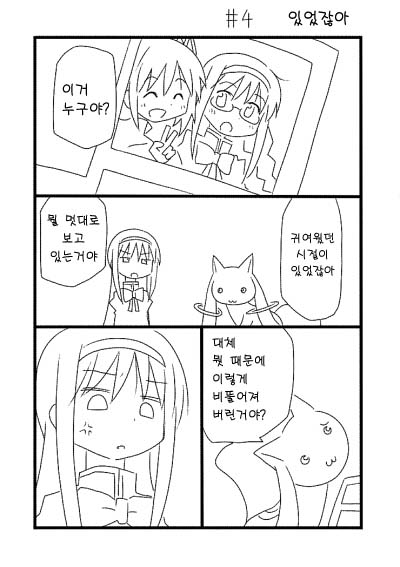 #4 있었잖아
이거
누구야?
뭘 멋대로
보고
있는거야
귀여웠던
시절이
있었잖아
대체
뭣 때문에
이렇게
비뚤어져
버린거야?